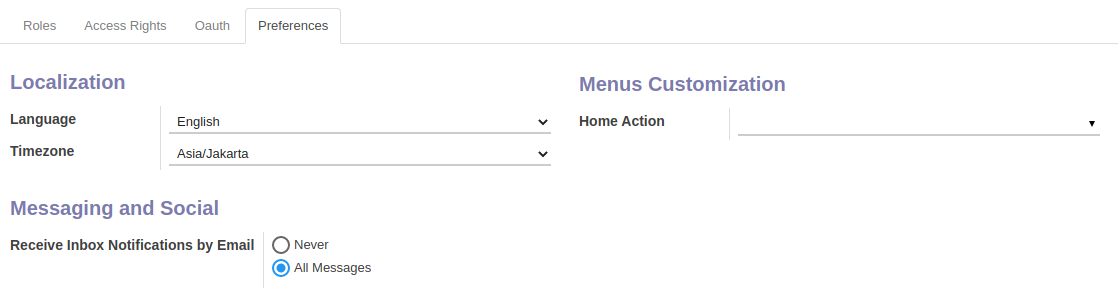 Roles Access Rights Oauth Preferences
Localization
Language English
Timezone Asia/Jakarta
Menus Customization
Home Action
Messaging and Social
Receive Inbox Notifications by Email Never
All Messages